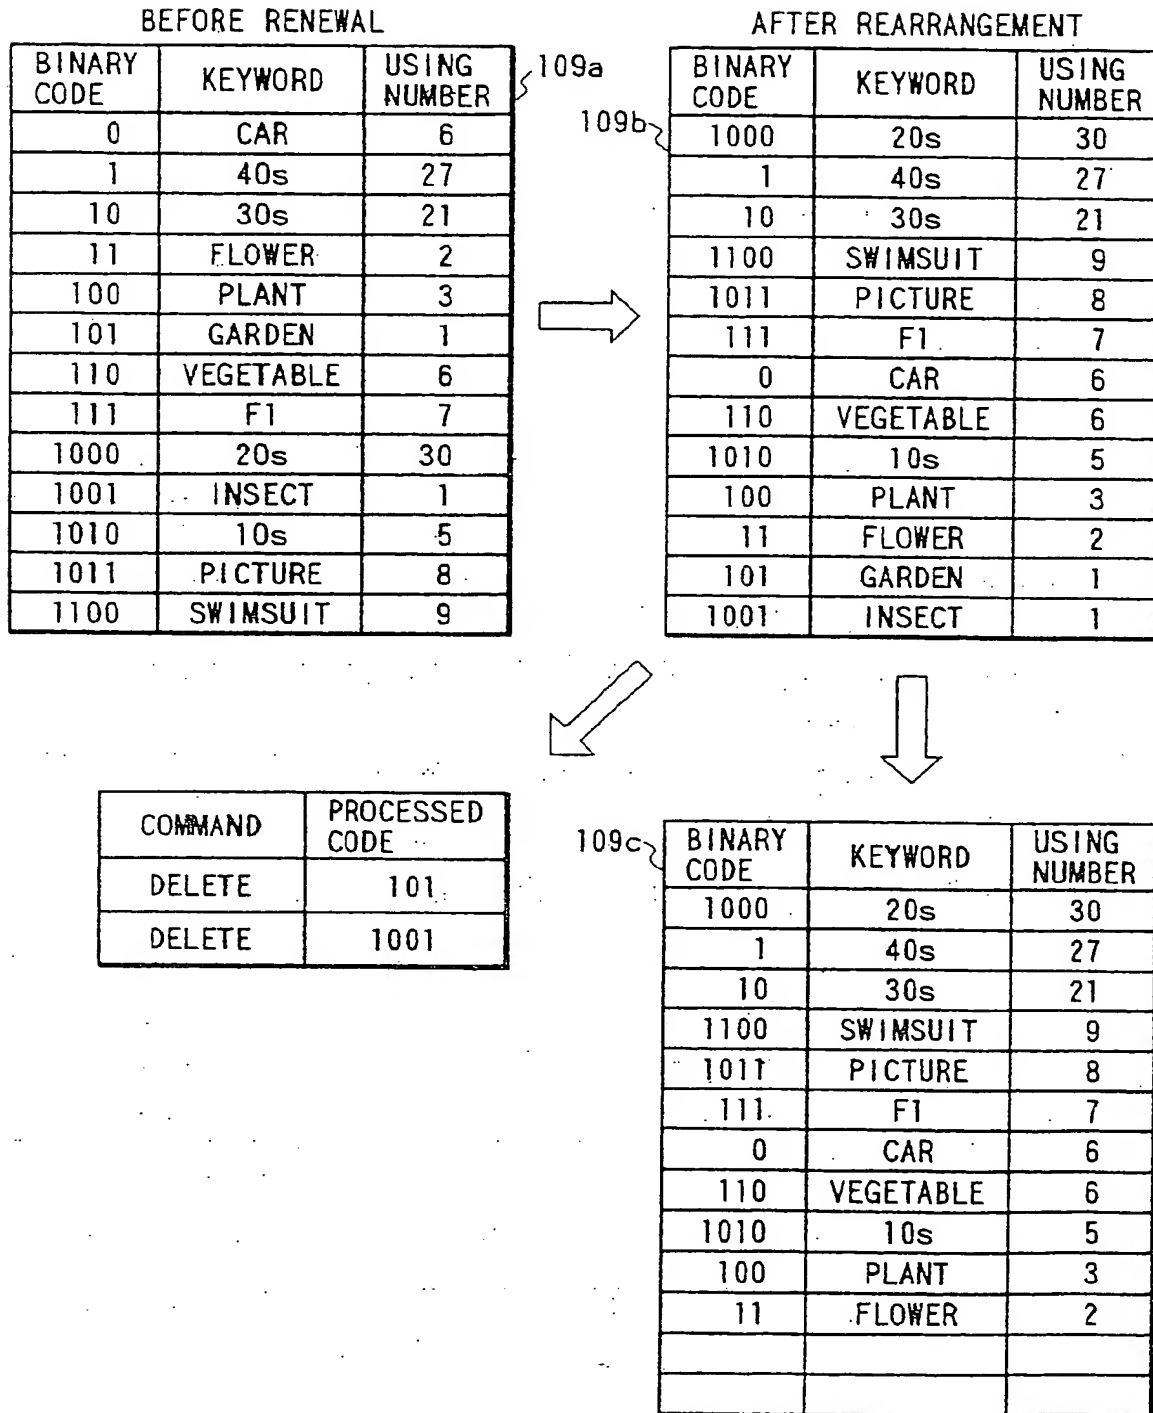 BEFORE RENEWAL
BINARY CODE KEYWORD USING NUMBER
109a
0 CAR 6
1 40s 27
10 30s 21
11 FLOWER 2
100 PLANT 3
101 GARDEN 1
110 VEGETABLE 6
111 F1 7
1000 20s 30
1001 INSECT 1
1010 10s 5
1011 PICTURE 8
1100 SWIMSUIT 9
AFTER REARRANGEMENT
BINARY CODE KEYWORD USING NUMBER
109b
1000 20s 30
1 40s 27
10 30s 21
1100 SWIMSUIT 9
1011 PICTURE 8
111 F1 7
0 CAR 6
110 VEGETABLE 6
1010 10s 5
100 PLANT 3
11 FLOWER 2
101 GARDEN 1
1001 INSECT 1
COMMAND PROCESSED CODE
DELETE 101
DELETE 1001
109c
BINARY CODE KEYWORD USING NUMBER
1000 20s 30
1 40s 27
10 30s 21
1100 SWIMSUIT 9
1011 PICTURE 8
111 F1 7
0 CAR 6
110 VEGETABLE 6
1010 10s 5
100 PLANT 3
11 FLOWER 2